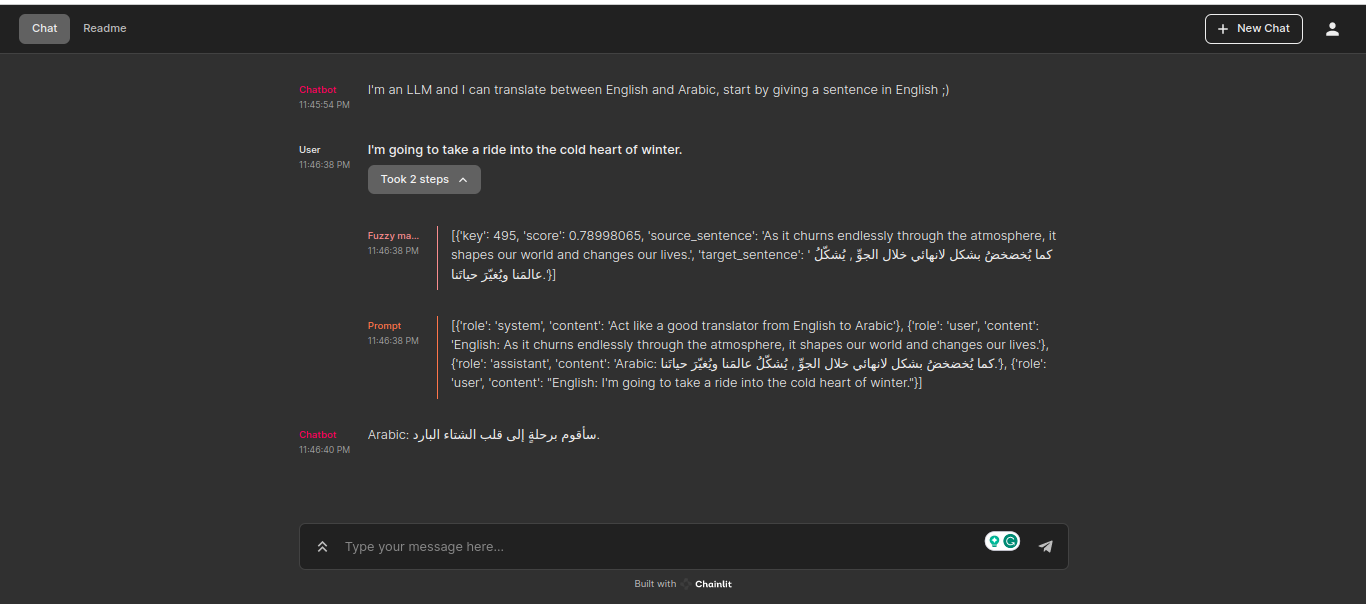 Chat Readme + New Chat
Chatbot I'm an LLM and I can translate between English and Arabic, start by giving a sentence in English ;)
11:45:54 PM
User I'm going to take a ride into the cold heart of winter.
11:46:38 PM
Took 2 steps
Fuzzy ma... [{'key': 495, 'score': 0.78998065, 'source_sentence': 'As it churns endlessly through the atmosphere, it
11:46:38 PM shapes our world and changes our lives.', 'target_sentence': ' كما يُخضخضُ بشكل لانهائي خلال الجوِّ , يُشكّلُ
عالمَنا ويُغيّرَ حياتَنا.'}]
Prompt [{'role': 'system', 'content': 'Act like a good translator from English to Arabic'}, {'role': 'user', 'content':
11:46:38 PM 'English: As it churns endlessly through the atmosphere, it shapes our world and changes our lives.'},
{'role': 'assistant', 'content': 'Arabic: كما يُخضخضُ بشكل لانهائي خلال الجوِّ , يُشكّلُ عالمَنا ويُغيّرَ حياتَنا.'}, {'role':
'user', 'content': "English: I'm going to take a ride into the cold heart of winter."}]
Chatbot Arabic: سأقوم برحلةٍ إلى قلب الشتاء البارد.
11:46:40 PM
Type your message here...
Built with Chainlit